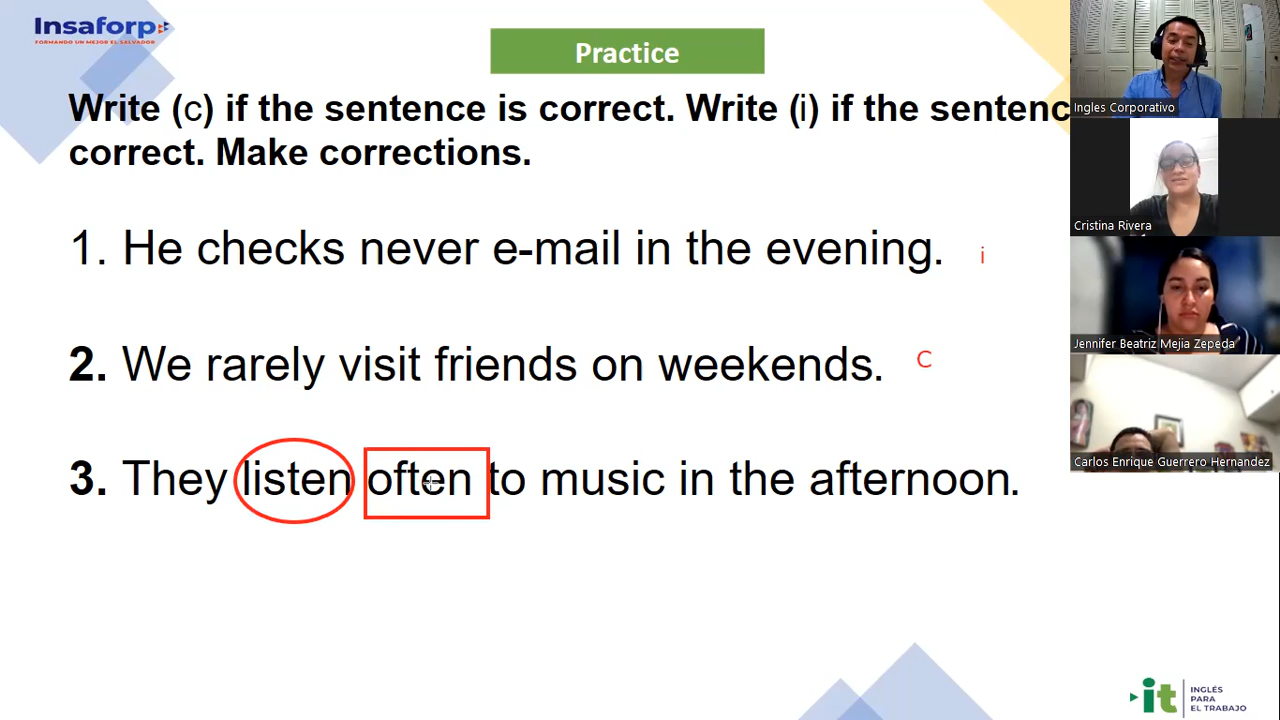 Insaforp
FORMANDO UN MEJOR EL SALVADOR
Practice
Write (c) if the sentence is correct. Write (i) if the sentenc
correct. Make corrections.
1. He checks never e-mail in the evening. i
2. We rarely visit friends on weekends. C
3. They listen often to music in the afternoon.
Ingles Corporativo
Cristina Rivera
Jennifer Beatriz Mejia Zepeda
Carlos Enrique Guerrero Hernandez
it
INGLÉS
PARA
EL TRABAJO